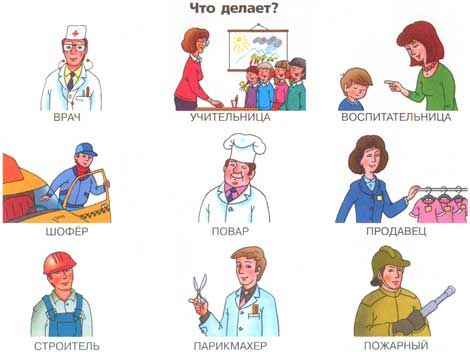 Что делает?
ВРАЧ
УЧИТЕЛЬНИЦА
ВОСПИТАТЕЛЬНИЦА
ШОФЁР
ПОВАР
ПРОДАВЕЦ
СТРОИТЕЛЬ
ПАРИКМАХЕР
ПОЖАРНЫЙ